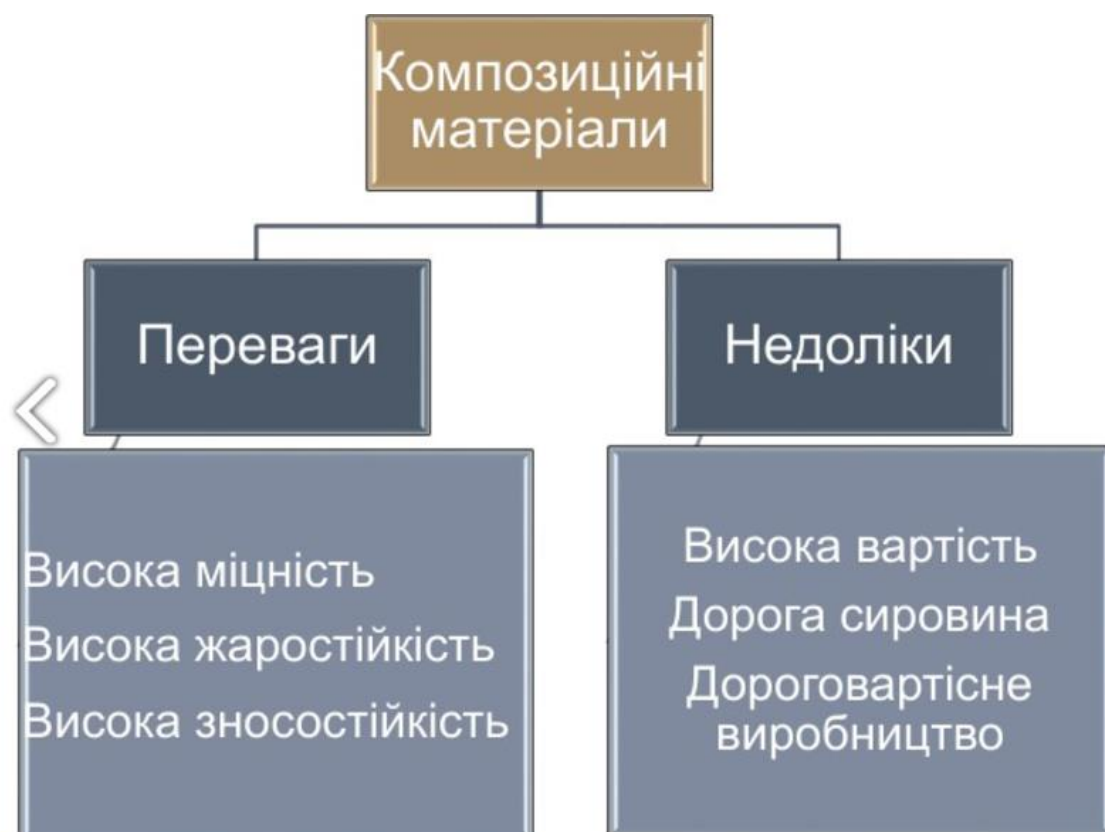 Композиційні
матеріали
Переваги
Недоліки
Висока міцність
Висока жаростійкість
Висока зносостійкість
Висока вартість
Дорога сировина
Дороговартісне
виробництво